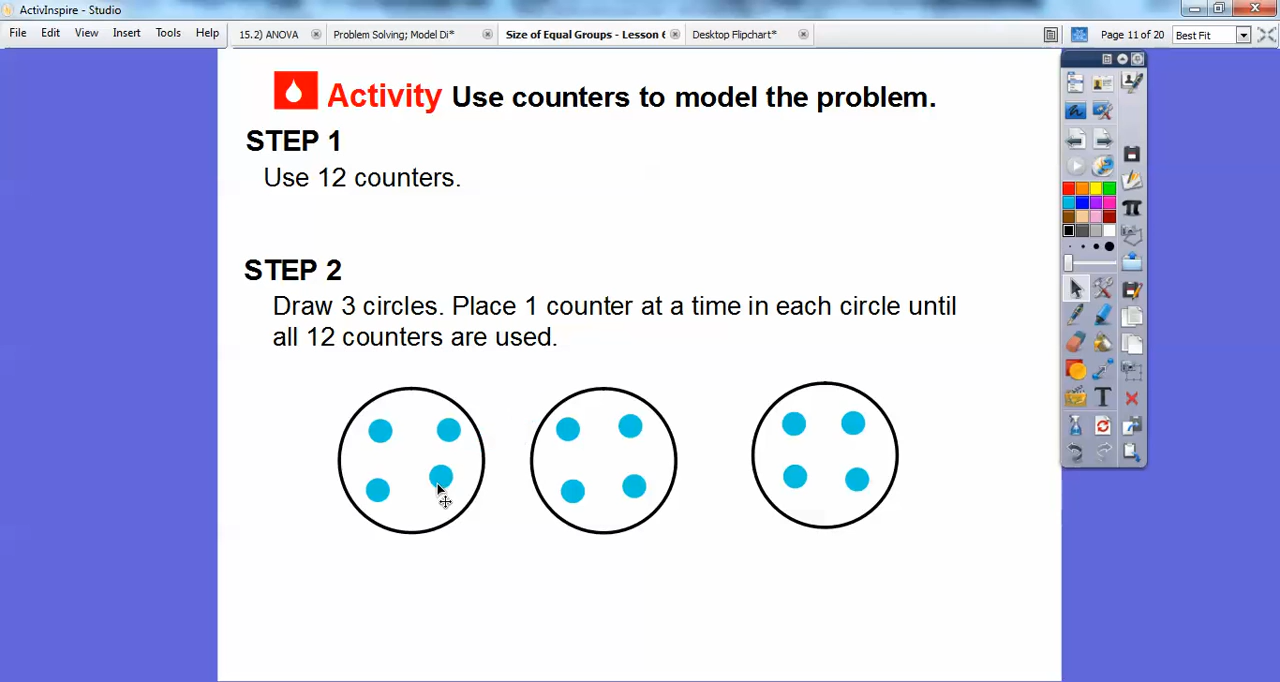 ActivInspire - Studio
File Edit View Insert Tools Help 15.2) ANOVA Problem Solving; Model Di* Size of Equal Groups - Lesson 6 Desktop Flipchart* Page 11 of 20 Best Fit
Activity Use counters to model the problem.
STEP 1
Use 12 counters.
STEP 2
Draw 3 circles. Place 1 counter at a time in each circle until
all 12 counters are used.